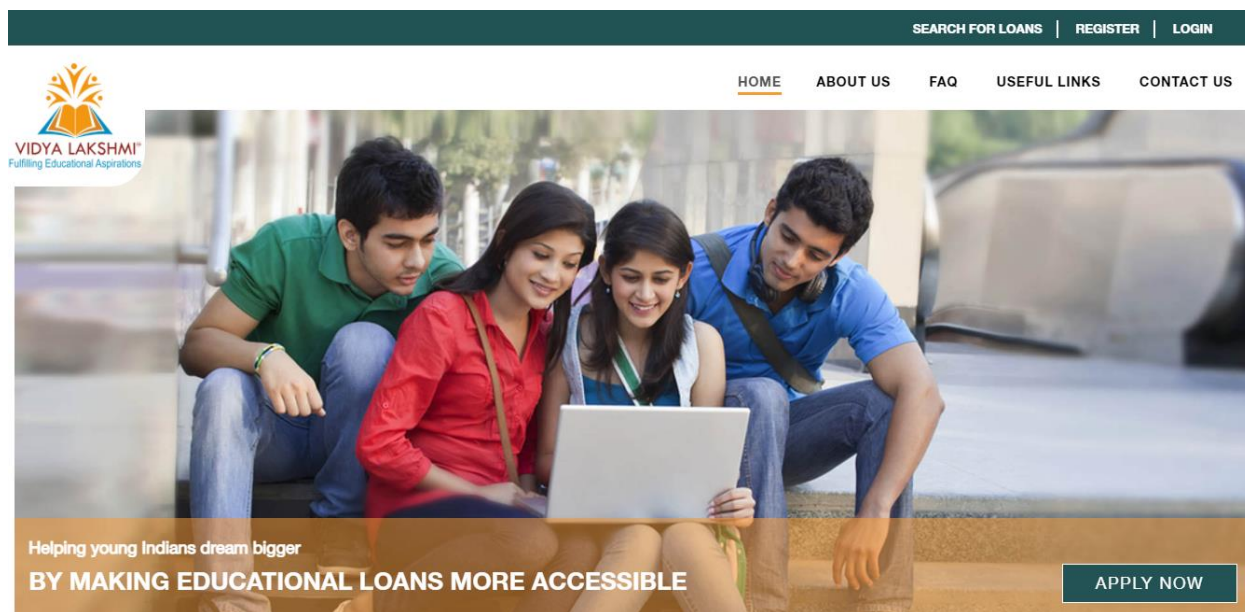 SEARCH FOR LOANS | REGISTER | LOGIN
HOME ABOUT US FAQ USEFUL LINKS CONTACT US
VIDYA LAKSHMI®
Fulfilling Educational Aspirations
Helping young Indians dream bigger
BY MAKING EDUCATIONAL LOANS MORE ACCESSIBLE
APPLY NOW